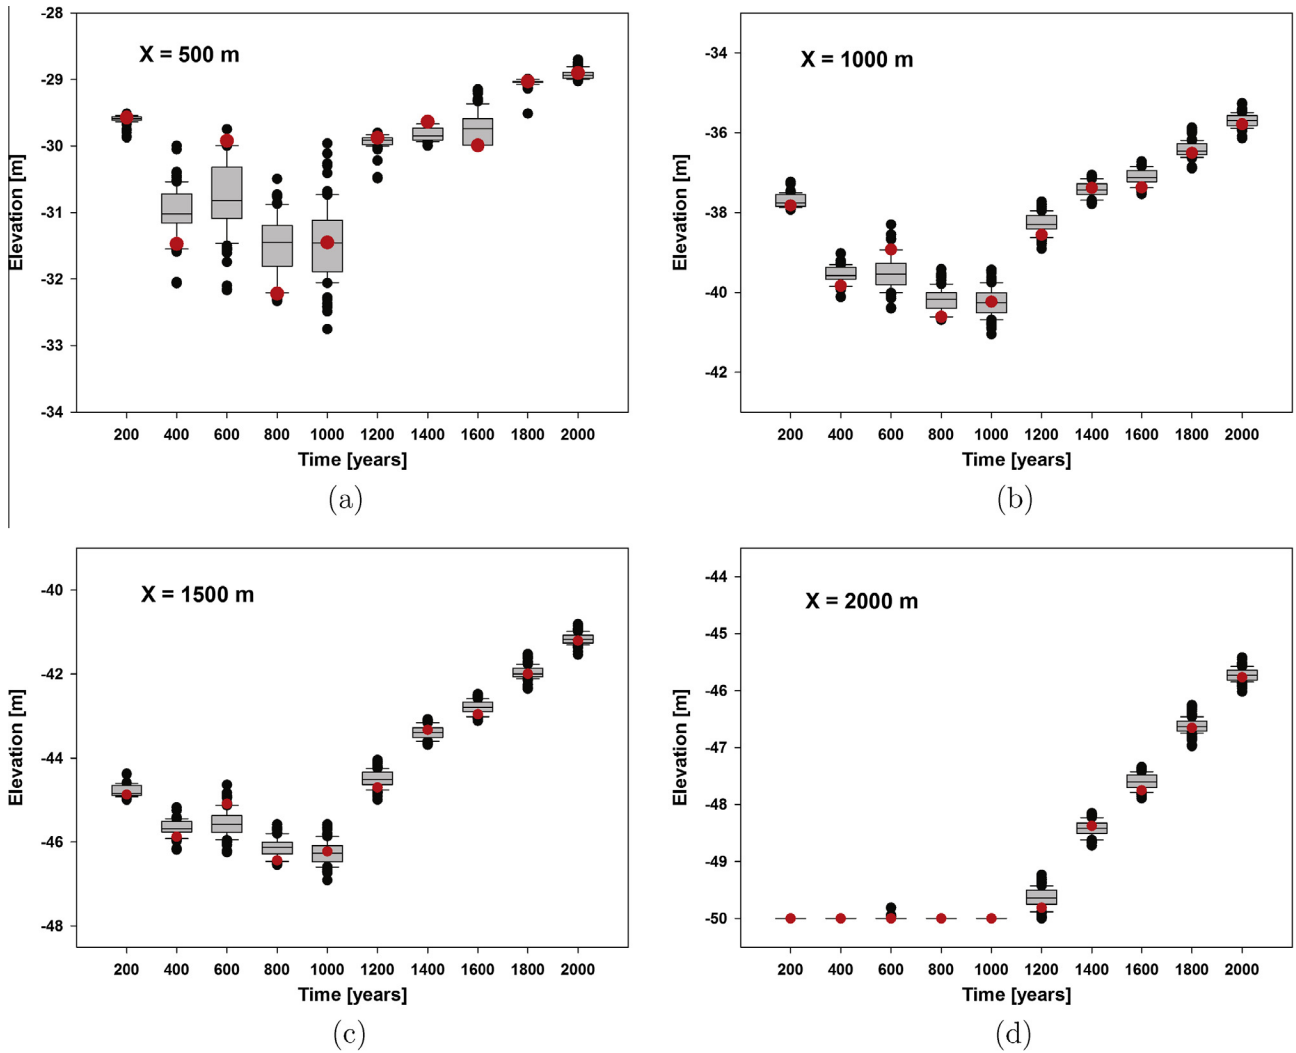 X = 500 m
Elevation [m]
-28
-29
-30
-31
-32
-33
-34
200 400 600 800 1000 1200 1400 1600 1800 2000
Time [years]
(a)
X = 1000 m
Elevation [m]
-34
-36
-38
-40
-42
200 400 600 800 1000 1200 1400 1600 1800 2000
Time [years]
(b)
X = 1500 m
Elevation [m]
-40
-42
-44
-46
-48
200 400 600 800 1000 1200 1400 1600 1800 2000
Time [years]
(c)
X = 2000 m
Elevation [m]
-44
-45
-46
-47
-48
-49
-50
200 400 600 800 1000 1200 1400 1600 1800 2000
Time [years]
(d)